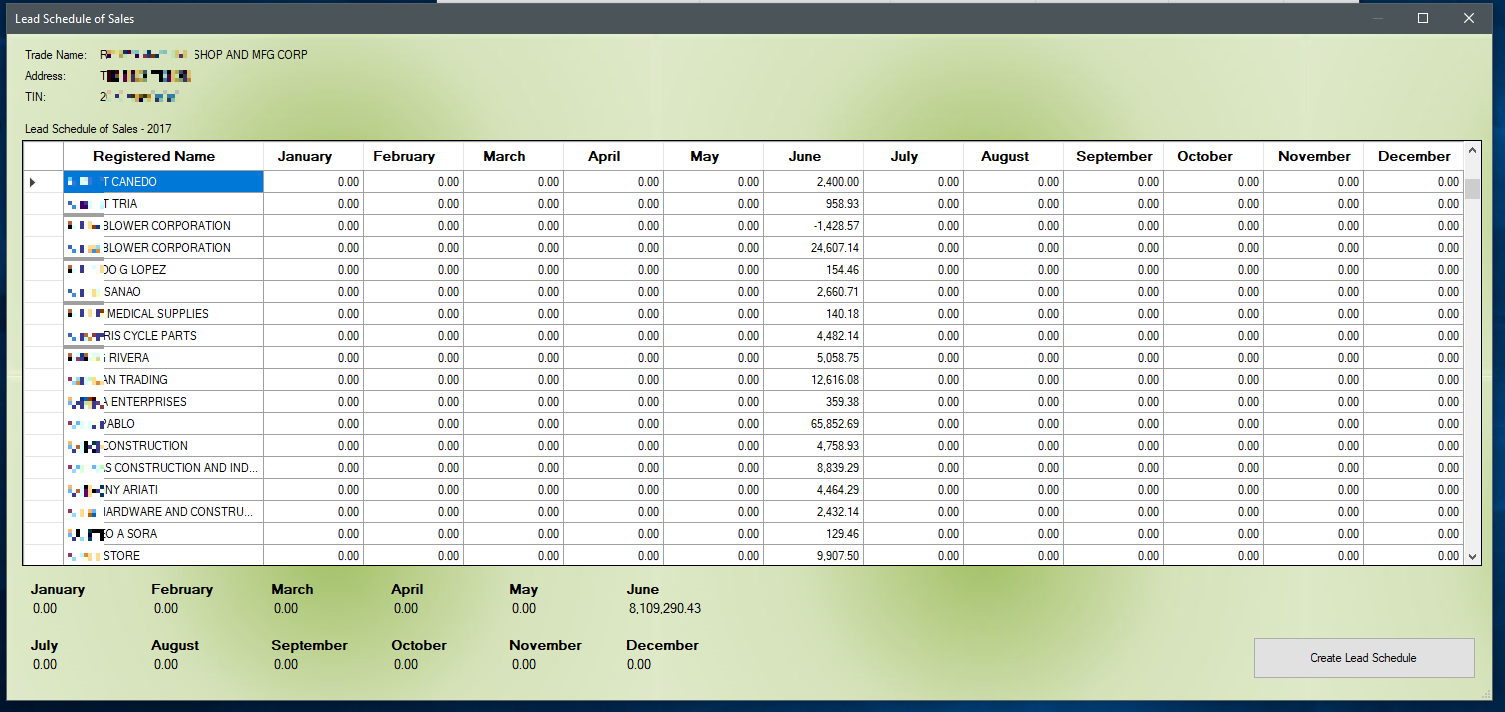 Lead Schedule of Sales
Trade Name: SHOP AND MFG CORP
Address:
TIN:
Lead Schedule of Sales - 2017
Registered Name January February March April May June July August September October November December
T CANEDO 0.00 0.00 0.00 0.00 0.00 2,400.00 0.00 0.00 0.00 0.00 0.00 0.00
T TRIA 0.00 0.00 0.00 0.00 0.00 958.93 0.00 0.00 0.00 0.00 0.00 0.00
BLOWER CORPORATION 0.00 0.00 0.00 0.00 0.00 -1,428.57 0.00 0.00 0.00 0.00 0.00 0.00
BLOWER CORPORATION 0.00 0.00 0.00 0.00 0.00 24,607.14 0.00 0.00 0.00 0.00 0.00 0.00
DO G LOPEZ 0.00 0.00 0.00 0.00 0.00 154.46 0.00 0.00 0.00 0.00 0.00 0.00
SANAO 0.00 0.00 0.00 0.00 0.00 2,660.71 0.00 0.00 0.00 0.00 0.00 0.00
MEDICAL SUPPLIES 0.00 0.00 0.00 0.00 0.00 140.18 0.00 0.00 0.00 0.00 0.00 0.00
RIS CYCLE PARTS 0.00 0.00 0.00 0.00 0.00 4,482.14 0.00 0.00 0.00 0.00 0.00 0.00
RIVERA 0.00 0.00 0.00 0.00 0.00 5,058.75 0.00 0.00 0.00 0.00 0.00 0.00
AN TRADING 0.00 0.00 0.00 0.00 0.00 12,616.08 0.00 0.00 0.00 0.00 0.00 0.00
A ENTERPRISES 0.00 0.00 0.00 0.00 0.00 359.38 0.00 0.00 0.00 0.00 0.00 0.00
PABLO 0.00 0.00 0.00 0.00 0.00 65,852.69 0.00 0.00 0.00 0.00 0.00 0.00
CONSTRUCTION 0.00 0.00 0.00 0.00 0.00 4,758.93 0.00 0.00 0.00 0.00 0.00 0.00
AS CONSTRUCTION AND IND... 0.00 0.00 0.00 0.00 0.00 8,839.29 0.00 0.00 0.00 0.00 0.00 0.00
NY ARIATI 0.00 0.00 0.00 0.00 0.00 4,464.29 0.00 0.00 0.00 0.00 0.00 0.00
HARDWARE AND CONSTRU... 0.00 0.00 0.00 0.00 0.00 2,432.14 0.00 0.00 0.00 0.00 0.00 0.00
O A SORA 0.00 0.00 0.00 0.00 0.00 129.46 0.00 0.00 0.00 0.00 0.00 0.00
STORE 0.00 0.00 0.00 0.00 0.00 9,907.50 0.00 0.00 0.00 0.00 0.00 0.00
January February March April May June
0.00 0.00 0.00 0.00 0.00 8,109,290.43
July August September October November December
0.00 0.00 0.00 0.00 0.00 0.00
Create Lead Schedule